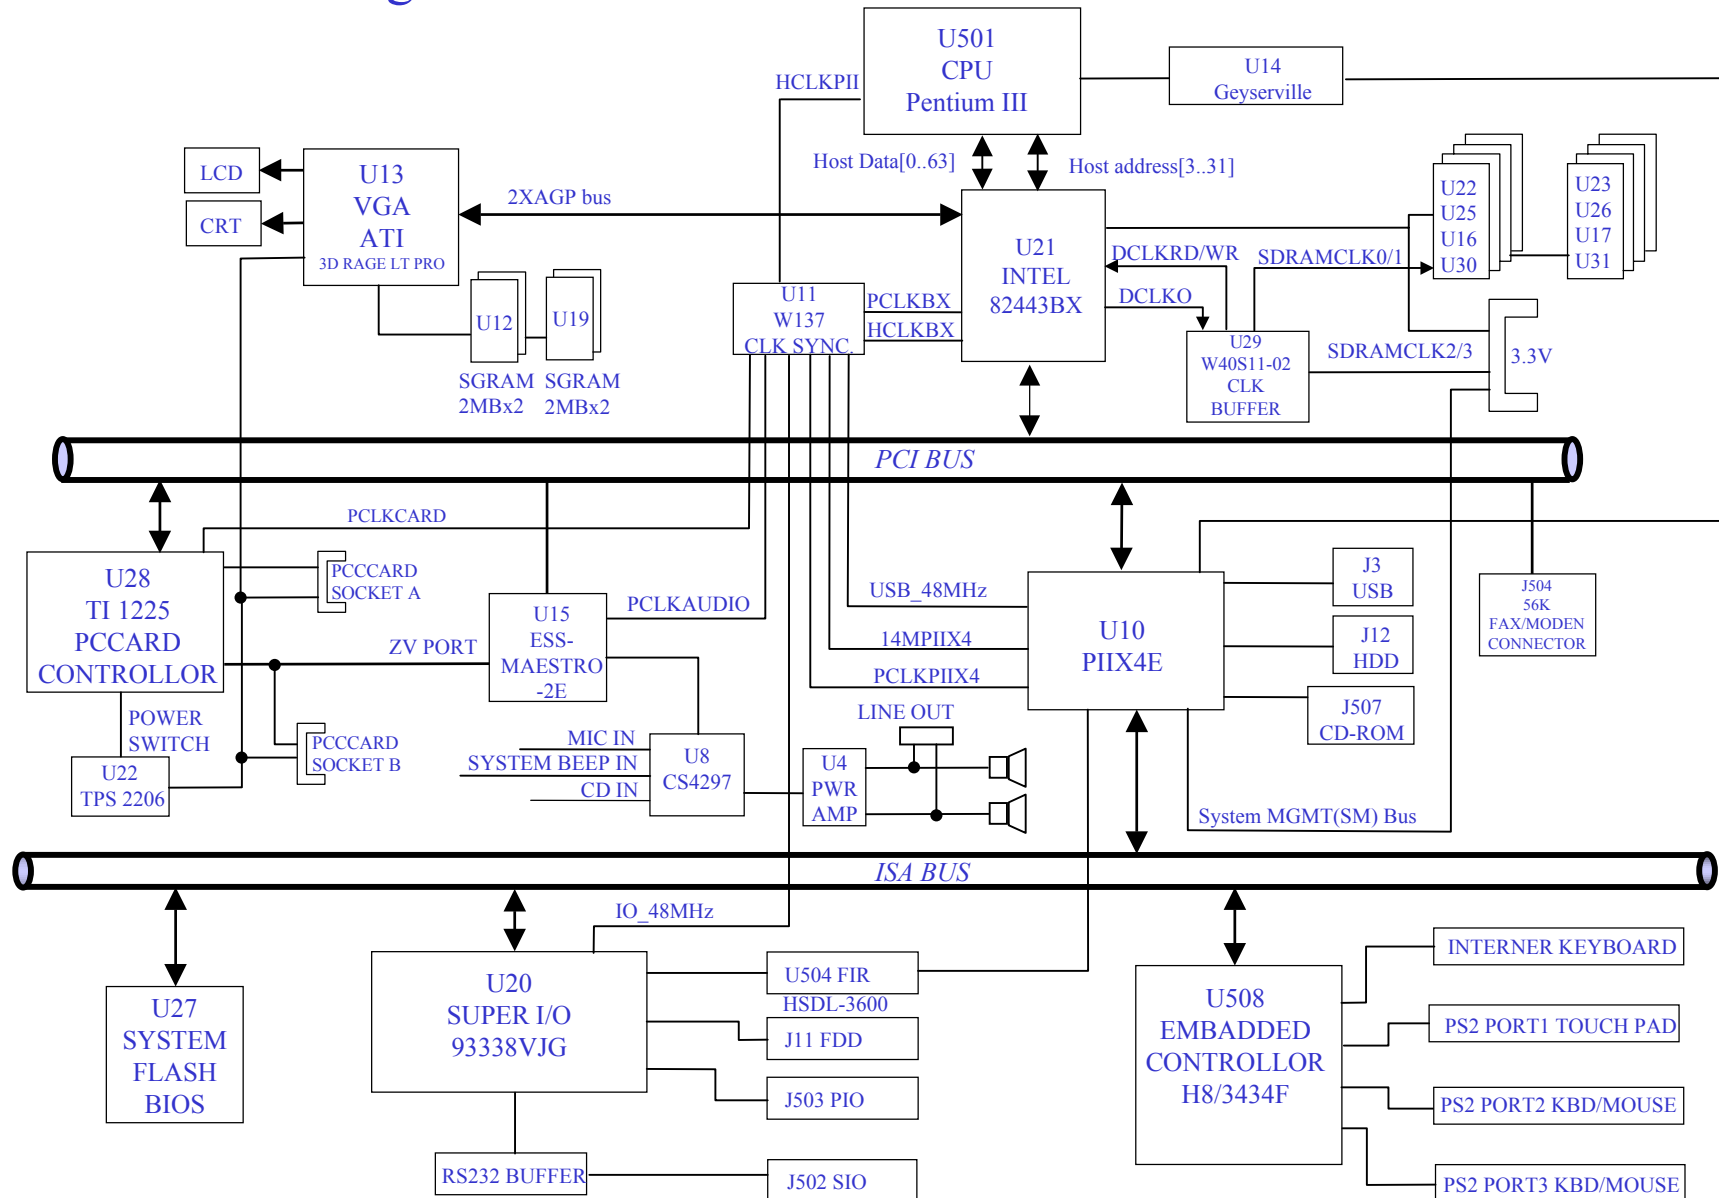 U501
CPU
Pentium III
U14
Geyserville
HCLKPII
Host Data[0..63]
Host address[3..31]
LCD
CRT
U13
VGA
ATI
3D RAGE LT PRO
2XAGP bus
U21
INTEL
82443BX
U22
U25
U16
U30
U23
U26
U17
U31
DCLKRD/WR
SDRAMCLK0/1
DCLKO
U12
U19
SGRAM
2MBx2
SGRAM
2MBx2
U11
W137
CLK SYNC.
PCLKBX
HCLKBX
U29
W40S11-02
CLK
BUFFER
SDRAMCLK2/3
3.3V
PCI BUS
PCLKCARD
U28
TI 1225
PCCARD
CONTROLLOR
PCCCARD
SOCKET A
U15
ESS-
MAESTRO
-2E
PCLKAUDIO
ZV PORT
USB_48MHz
14MPIIX4
PCLKPIIX4
U10
PIIX4E
J3
USB
J12
HDD
J507
CD-ROM
J504
56K
FAX/MODEN
CONNECTOR
POWER
SWITCH
U22
TPS 2206
PCCCARD
SOCKET B
MIC IN
SYSTEM BEEP IN
CD IN
U8
CS4297
LINE OUT
U4
PWR
AMP
System MGMT(SM) Bus
ISA BUS
IO_48MHz
U27
SYSTEM
FLASH
BIOS
U20
SUPER I/O
93338VJG
U504 FIR
HSDL-3600
J11 FDD
J503 PIO
RS232 BUFFER
J502 SIO
U508
EMBADDED
CONTROLLOR
H8/3434F
INTERNER KEYBOARD
PS2 PORT1 TOUCH PAD
PS2 PORT2 KBD/MOUSE
PS2 PORT3 KBD/MOUSE